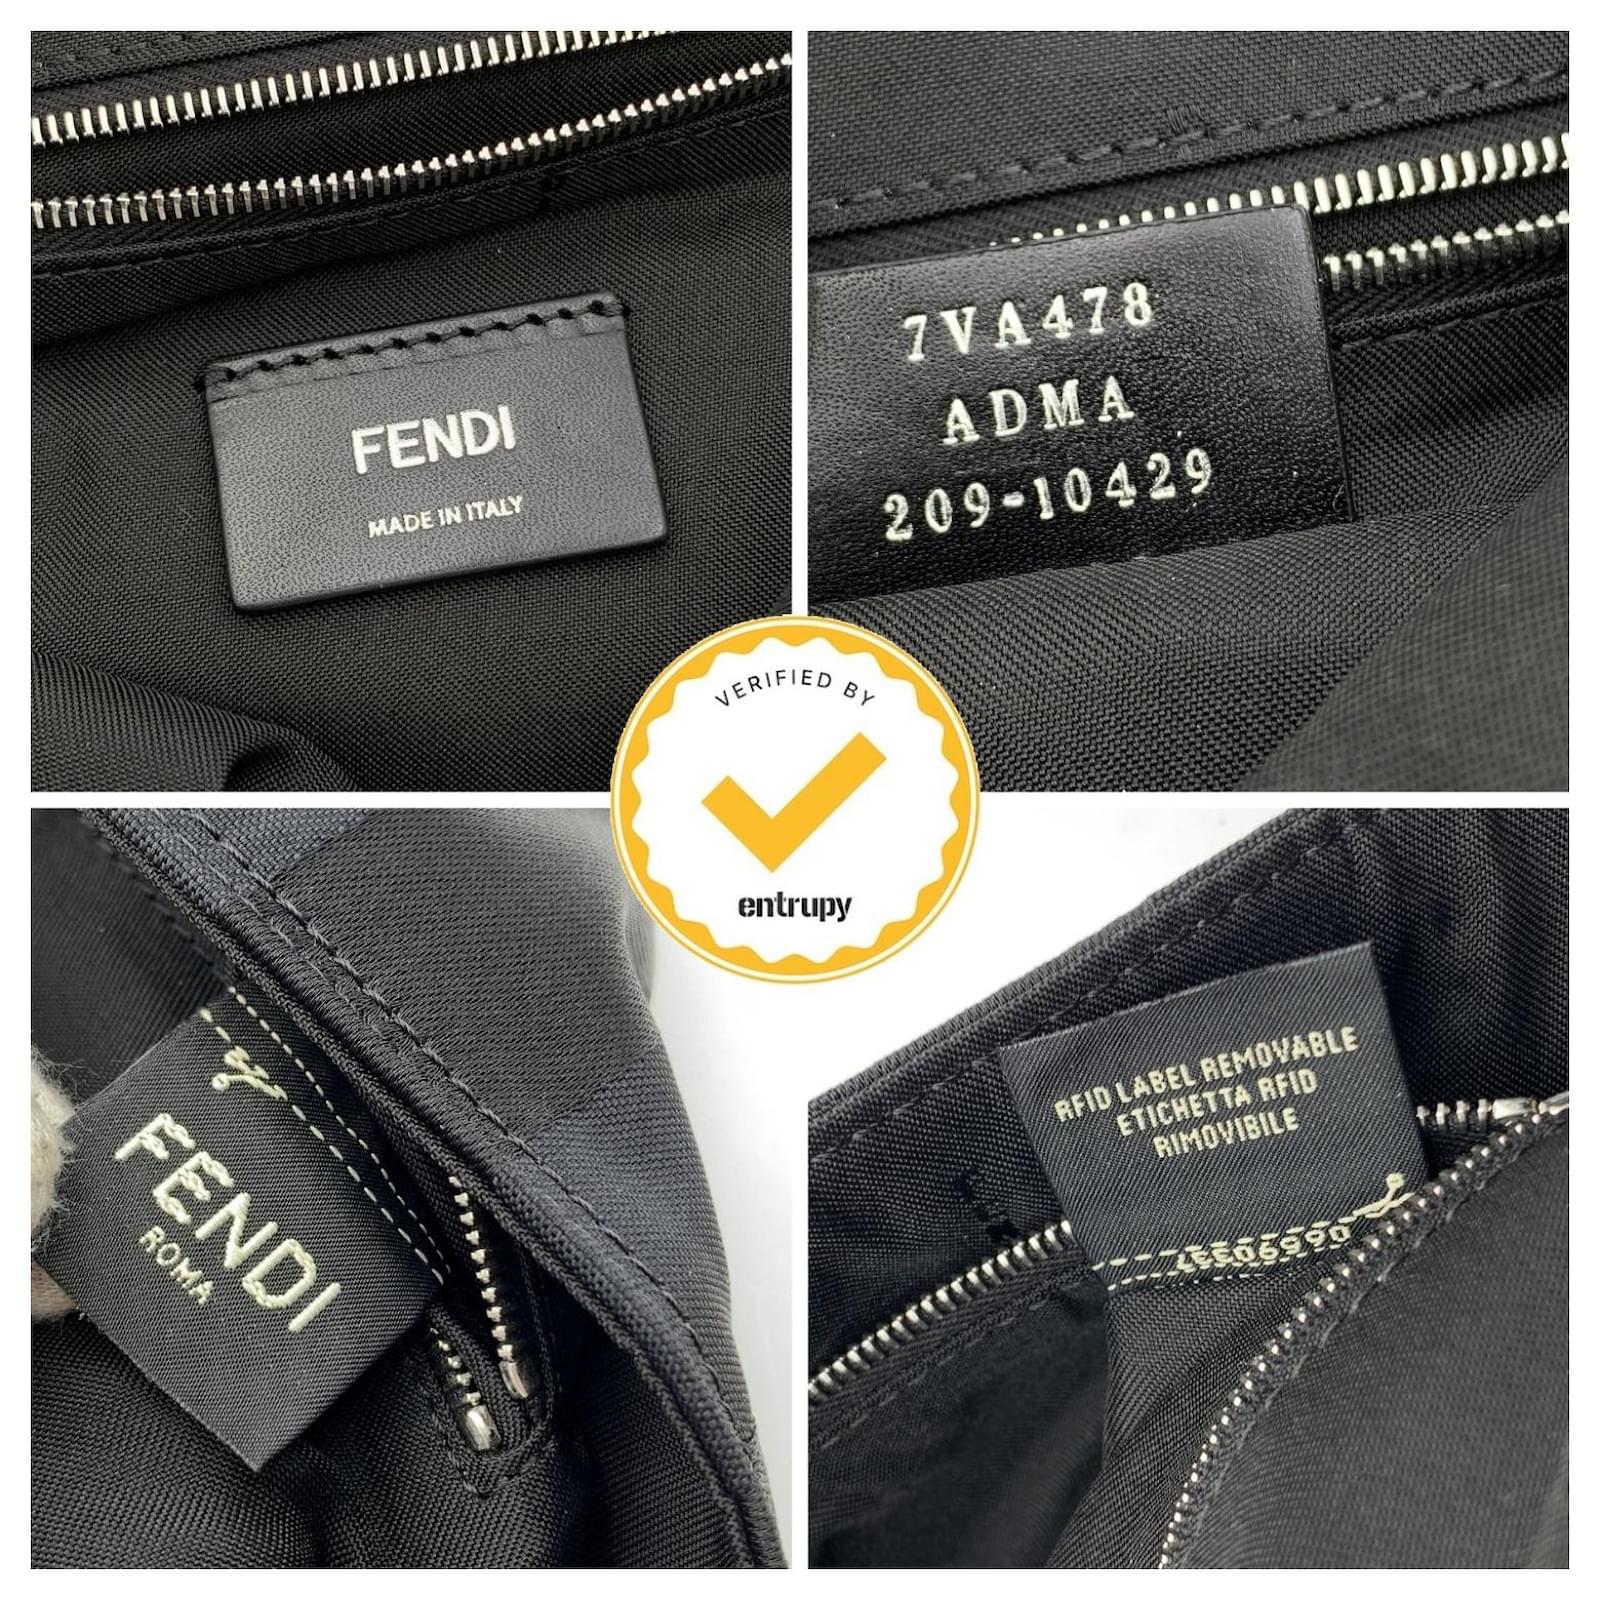 FENDI
MADE IN ITALY
7VA478
ADMA
209-10429
VERIFIED BY
entrupy
FENDI
ROMA
RFID LABEL REMOVABLE
ETICHETTA RFID
RIMOVIBILE